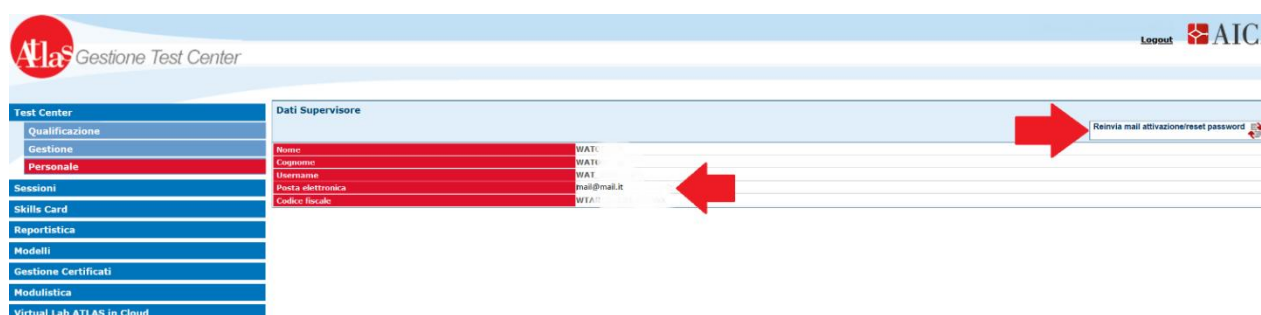 Atlas Gestione Test Center
Logout
AIC
Test Center
Qualificazione
Gestione
Personale
Sessioni
Skills Card
Reportistica
Modelli
Gestione Certificati
Modulistica
Virtual Lab ATLAS in Cloud
Dati Supervisore
Reinvia mail attivazione/reset password
Nome
Cognome
Username WAT
Posta elettronica mail@mail.it
Codice fiscale